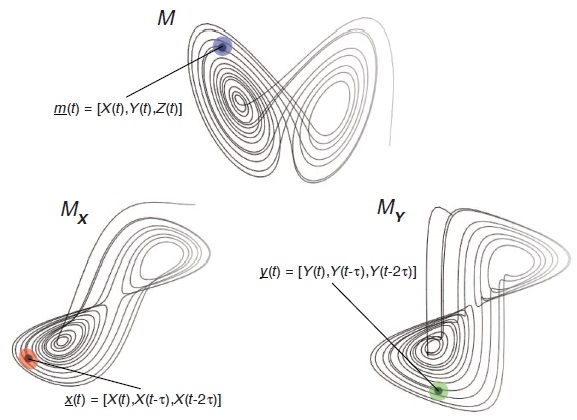 M
m(t) = [X(t),Y(t),Z(t)]
M_X
M_Y
y(t) = [Y(t),Y(t-τ),Y(t-2τ)]
x(t) = [X(t),X(t-τ),X(t-2τ)]